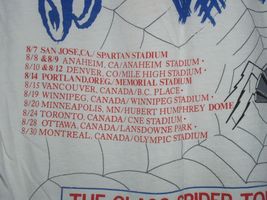 8/7 SAN JOSE, CA./ SPARTAN STADIUM
8/8 &8/9 ANAHEIM, CA/ANAHEIM STADIUM •
8/10 &8/12 DENVER, CO/MILE HIGH STADIUM •
8/14 PORTLAND,OREG./ MEMORIAL STADIUM
8/15 VANCOUVER, CANADA/B.C. PLACE •
8/19 WINNIPEG, CANADA/WINNIPEG STADIUM •
8/20 MINNEAPOLIS, MN/HUBERT HUMPHREY DOME
8/24 TORONTO, CANADA/ CNE STADIUM •
8/28 OTTAWA, CANADA/LANSDOWNE PARK •
8/30 MONTREAL, CANADA/OLYMPIC STADIUM
THE GLASS SPIDER TO